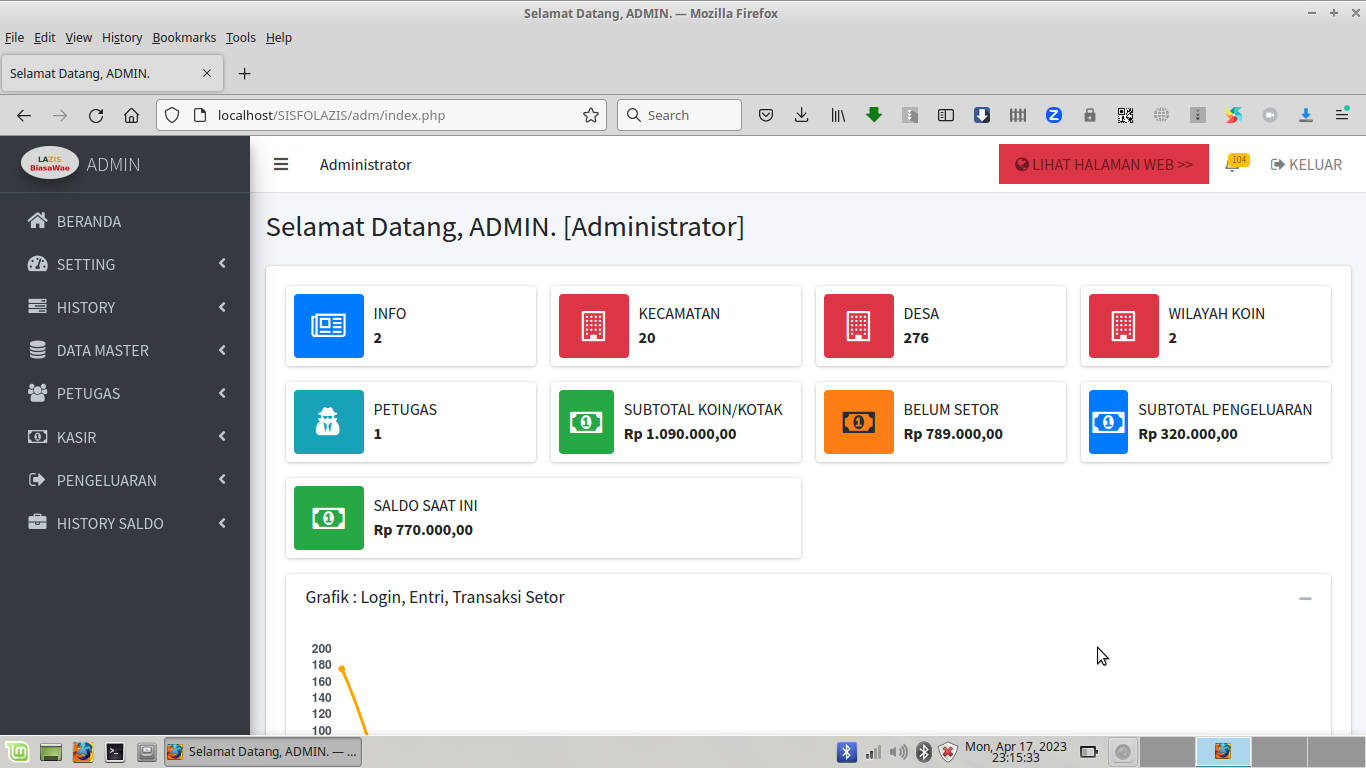 Selamat Datang, ADMIN. — Mozilla Firefox
File Edit View History Bookmarks Tools Help
Selamat Datang, ADMIN.
localhost/SISFOLAZIS/adm/index.php
Search
LAZIS
BiasaWae
ADMIN
Administrator
LIHAT HALAMAN WEB >>
104
KELUAR
BERANDA
SETTING
HISTORY
DATA MASTER
PETUGAS
KASIR
PENGELUARAN
HISTORY SALDO
Selamat Datang, ADMIN. [Administrator]
INFO
2
KECAMATAN
20
DESA
276
WILAYAH KOIN
2
PETUGAS
1
SUBTOTAL KOIN/KOTAK
Rp 1.090.000,00
BELUM SETOR
Rp 789.000,00
SUBTOTAL PENGELUARAN
Rp 320.000,00
SALDO SAAT INI
Rp 770.000,00
Grafik : Login, Entri, Transaksi Setor
200
180
160
140
120
100
Selamat Datang, ADMIN. — ...
Mon, Apr 17, 2023
23:15:33